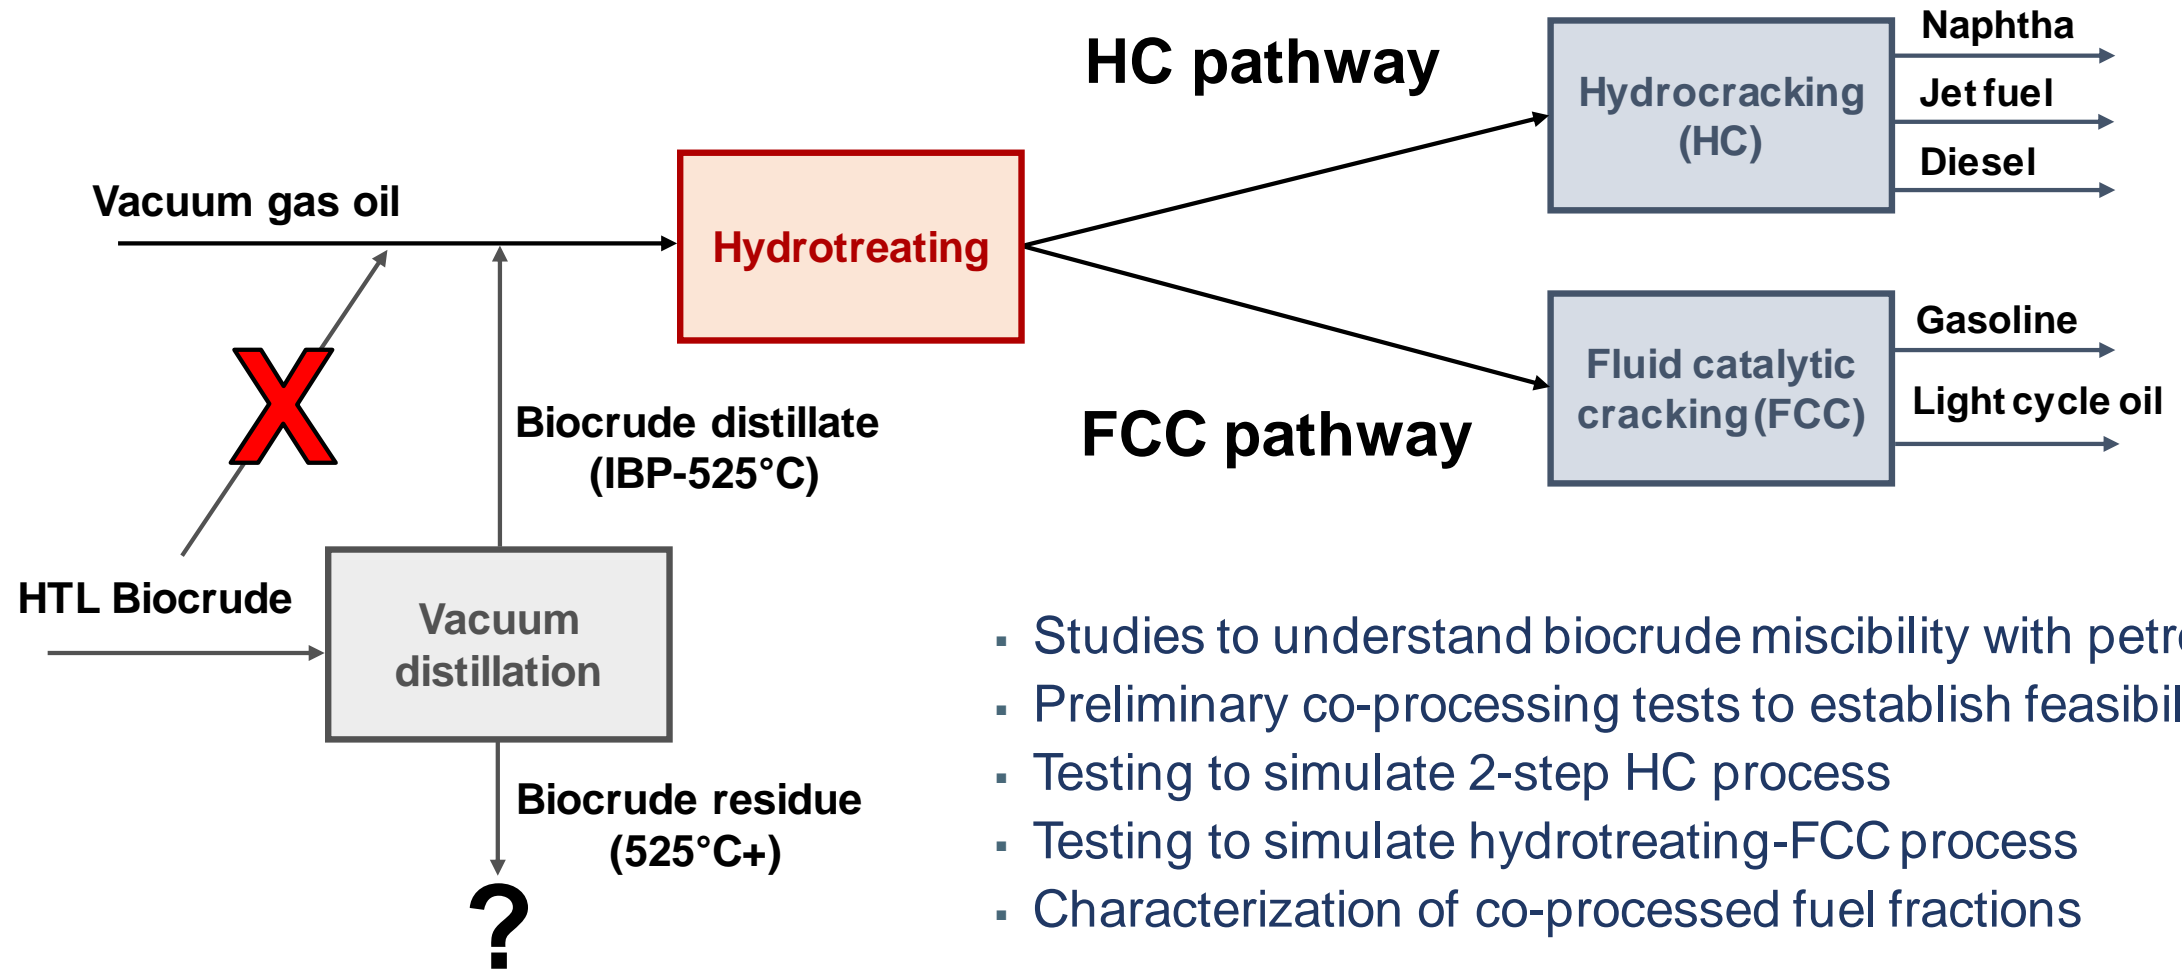 Naphtha
HC pathway
Hydrocracking
(HC)
Jet fuel
Diesel
Vacuum gas oil
Hydrotreating
Gasoline
Fluid catalytic
cracking (FCC)
Light cycle oil
X
Biocrude distillate
(IBP-525°C)
FCC pathway
HTL Biocrude
Vacuum
distillation
Biocrude residue
(525°C+)
?
▪ Studies to understand biocrude miscibility with
▪ Preliminary co-processing tests to establish
▪ Testing to simulate 2-step HC process
▪ Testing to simulate hydrotreating-FCC process
▪ Characterization of co-processed fuel fractions